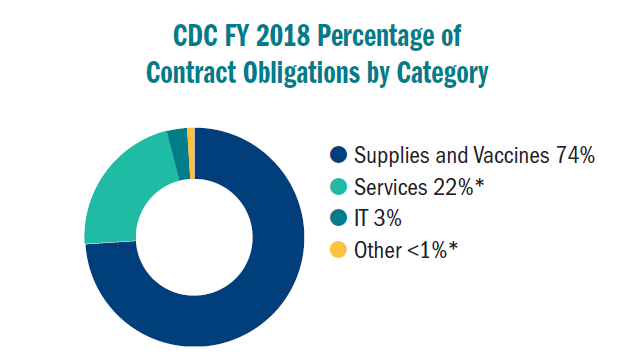 CDC FY 2018 Percentage of
Contract Obligations by Category
Supplies and Vaccines 74%
Services 22%*
IT 3%
Other <1%*